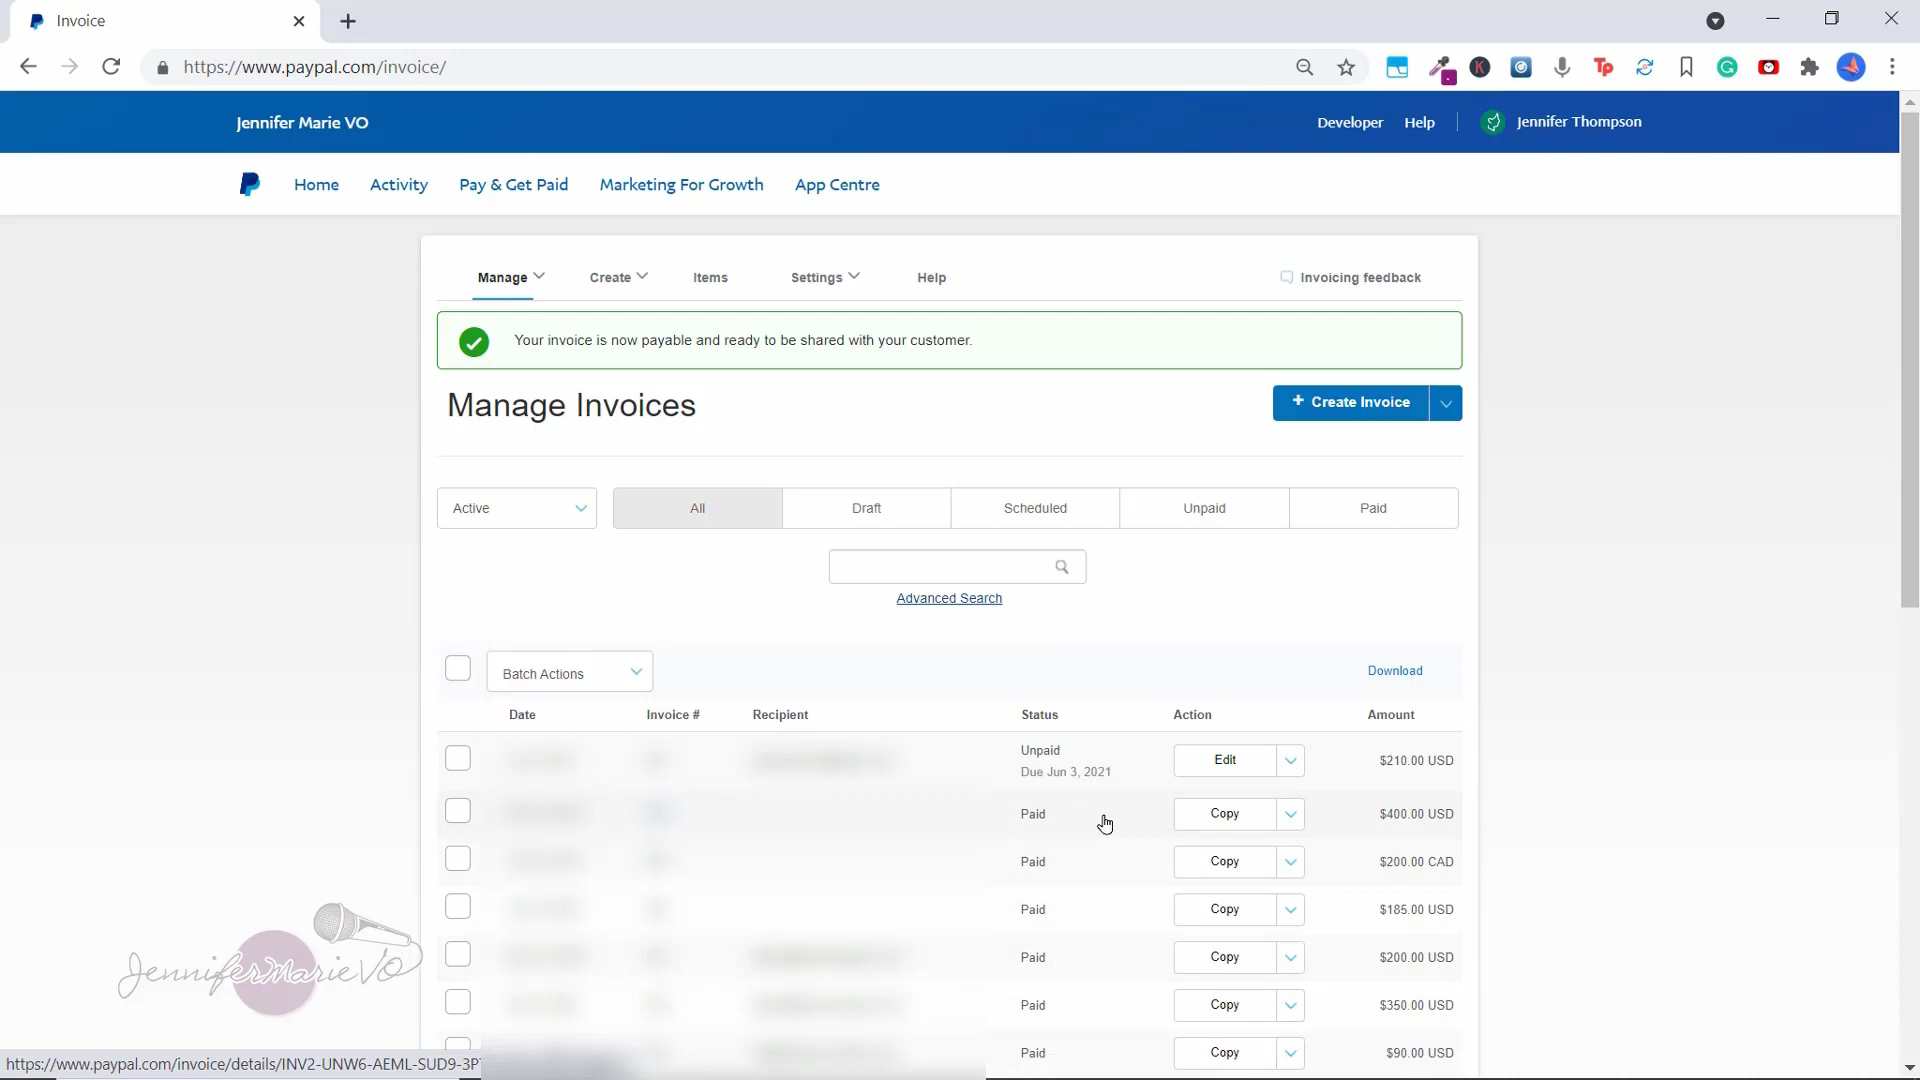 Invoice
https://www.paypal.com/invoice/
Jennifer Marie VO
Developer Help Jennifer Thompson
Home Activity Pay & Get Paid Marketing For Growth App Centre
Manage Create Items Settings Help Invoicing feedback
Your invoice is now payable and ready to be shared with your customer.
Manage Invoices
+ Create Invoice
Active All Draft Scheduled Unpaid Paid
Advanced Search
Batch Actions Download
Date Invoice # Recipient Status Action Amount
Unpaid
Due Jun 3, 2021
Edit $210.00 USD
Paid Copy $400.00 USD
Paid Copy $200.00 CAD
Paid Copy $185.00 USD
Paid Copy $200.00 USD
Paid Copy $350.00 USD
Paid Copy $90.00 USD
JenniferMarieVO
https://www.paypal.com/invoice/details/INV2-UNW6-AEML-SUD9-3P